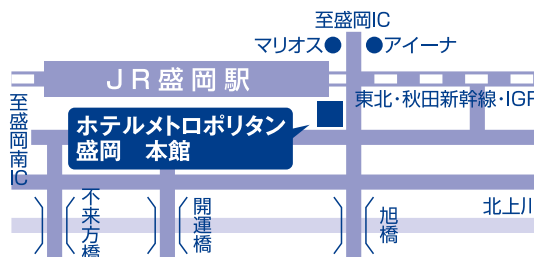 至盛岡IC
マリオス●
●アイーナ
JR盛岡駅
東北・秋田新幹線・IGR
至盛岡南IC
ホテルメトロポリタン
盛岡　本館
不来方橋
開運橋
旭橋
北上川